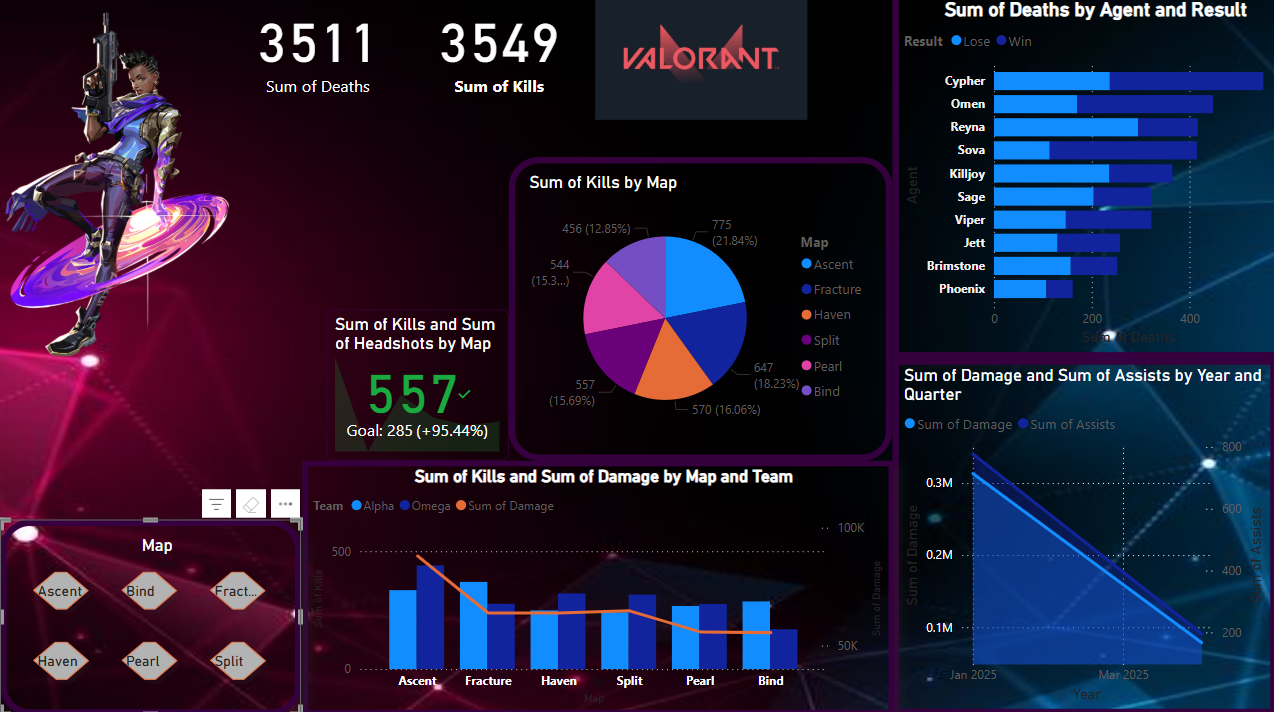 3511
Sum of Deaths
3549
Sum of Kills
VALORANT
Sum of Deaths by Agent and Result
Result Lose Win
Agent
Cypher
Omen
Reyna
Sova
Killjoy
Sage
Viper
Jett
Brimstone
Phoenix
0 200 400
Sum of Deaths
Sum of Kills by Map
775
(21.84%)
647
(18.23%)
570 (16.06%)
557
(15.69%)
544
(15.3...)
456 (12.85%)
Map
Ascent
Fracture
Haven
Split
Pearl
Bind
Sum of Kills and Sum
of Headshots by Map
557
Goal: 285 (+95.44%)
Sum of Damage and Sum of Assists by Year and
Quarter
Sum of Damage Sum of Assists
Sum of Damage
0.3M
0.2M
0.1M
800
600
400
200
Sum of Assists
Jan 2025 Mar 2025
Year
Sum of Kills and Sum of Damage by Map and Team
Team Alpha Omega Sum of Damage
Sum of Kills
500
0
100K
50K
Sum of Damage
Ascent Fracture Haven Split Pearl Bind
Map
Map
Ascent Bind Fract...
Haven Pearl Split